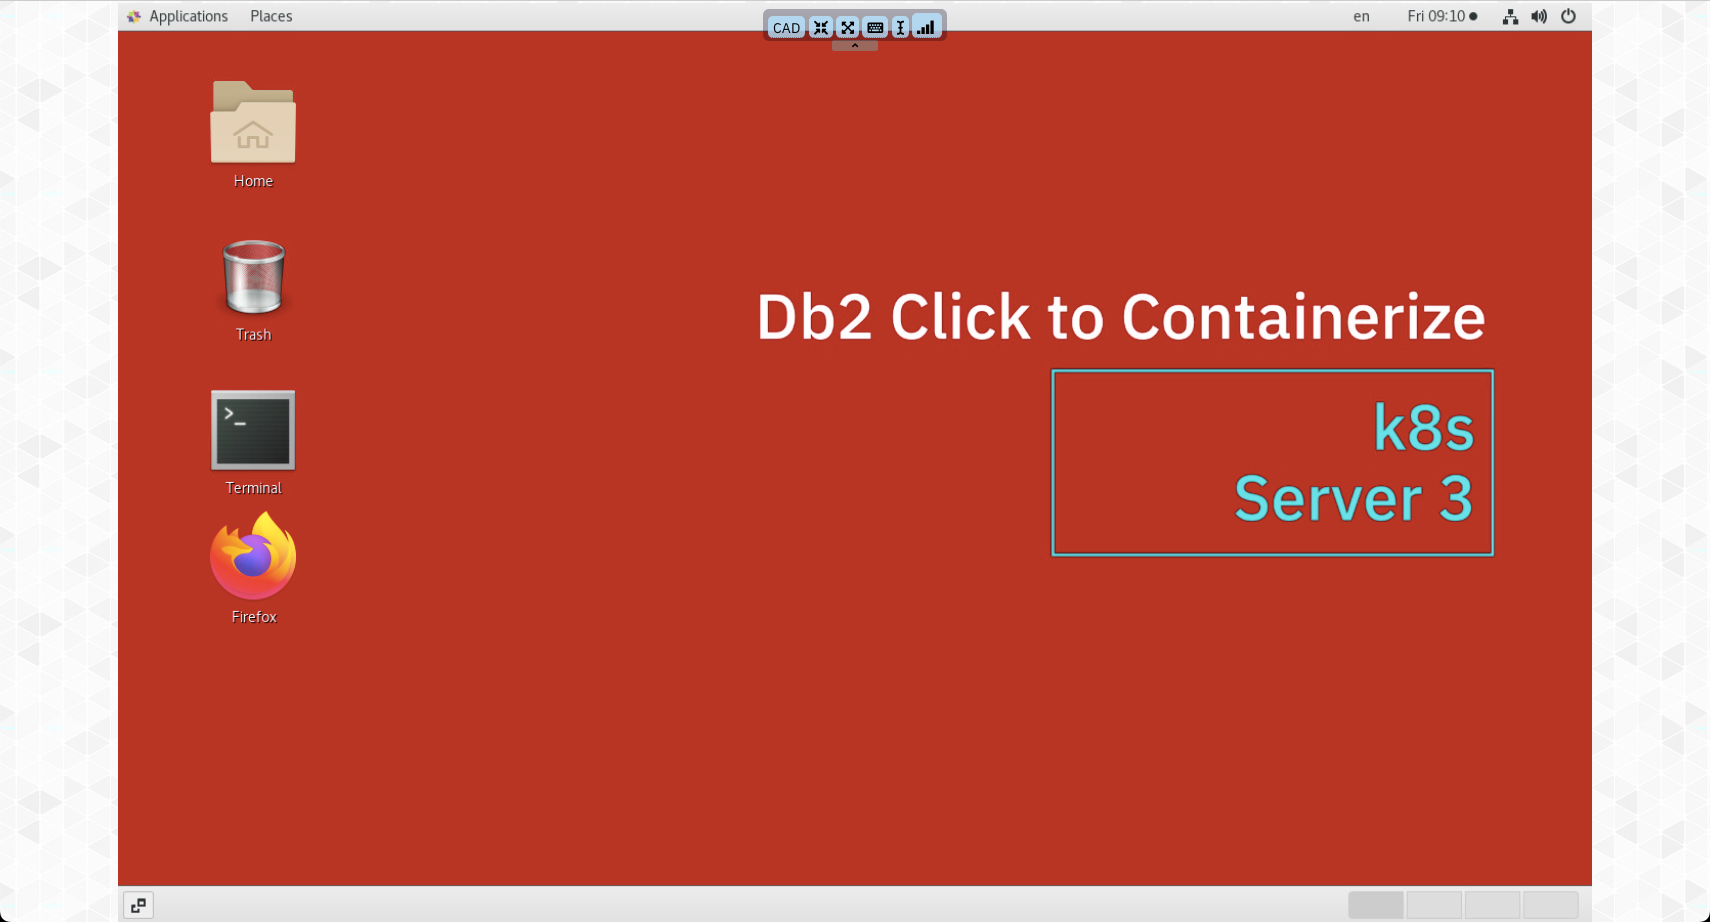 Applications Places CAD en Fri 09:10
Home
Trash
Db2 Click to Containerize
k8s
Server 3
>_
Terminal
Firefox